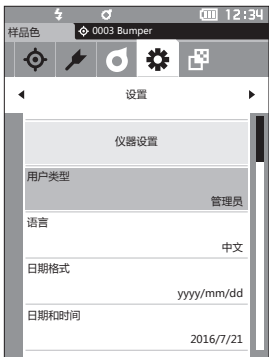 12:34
样品色 0003 Bumper
设置
仪器设置
用户类型
管理员
语言
中文
日期格式
yyyy/mm/dd
日期和时间
2016/7/21